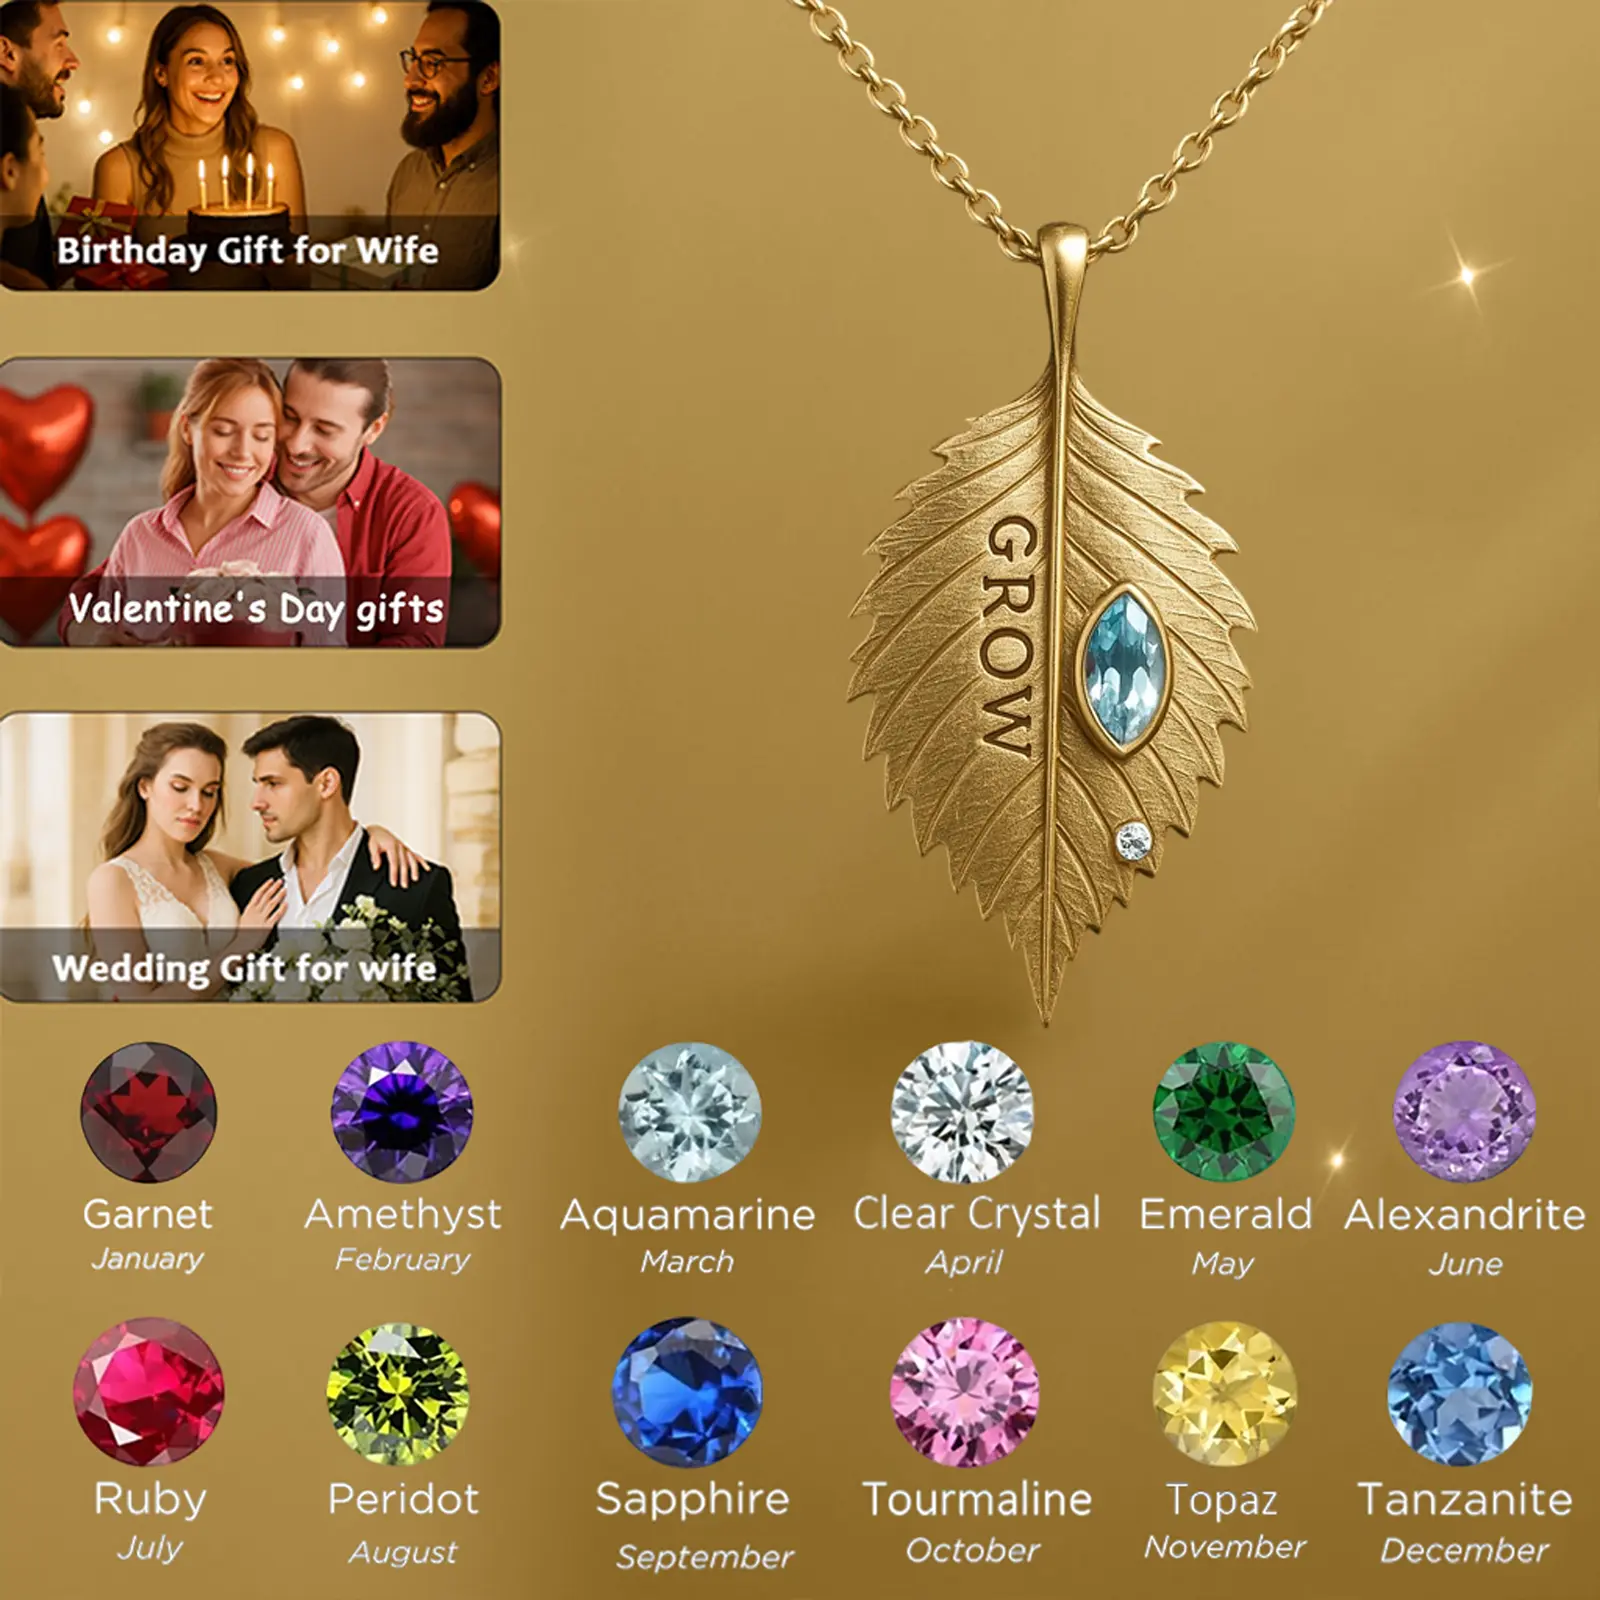 Birthday Gift for Wife
Valentine's Day gifts
Wedding Gift for wife
GROW
Garnet
January
Amethyst
February
Aquamarine
March
Clear Crystal
April
Emerald
May
Alexandrite
June
Ruby
July
Peridot
August
Sapphire
September
Tourmaline
October
Topaz
November
Tanzanite
December